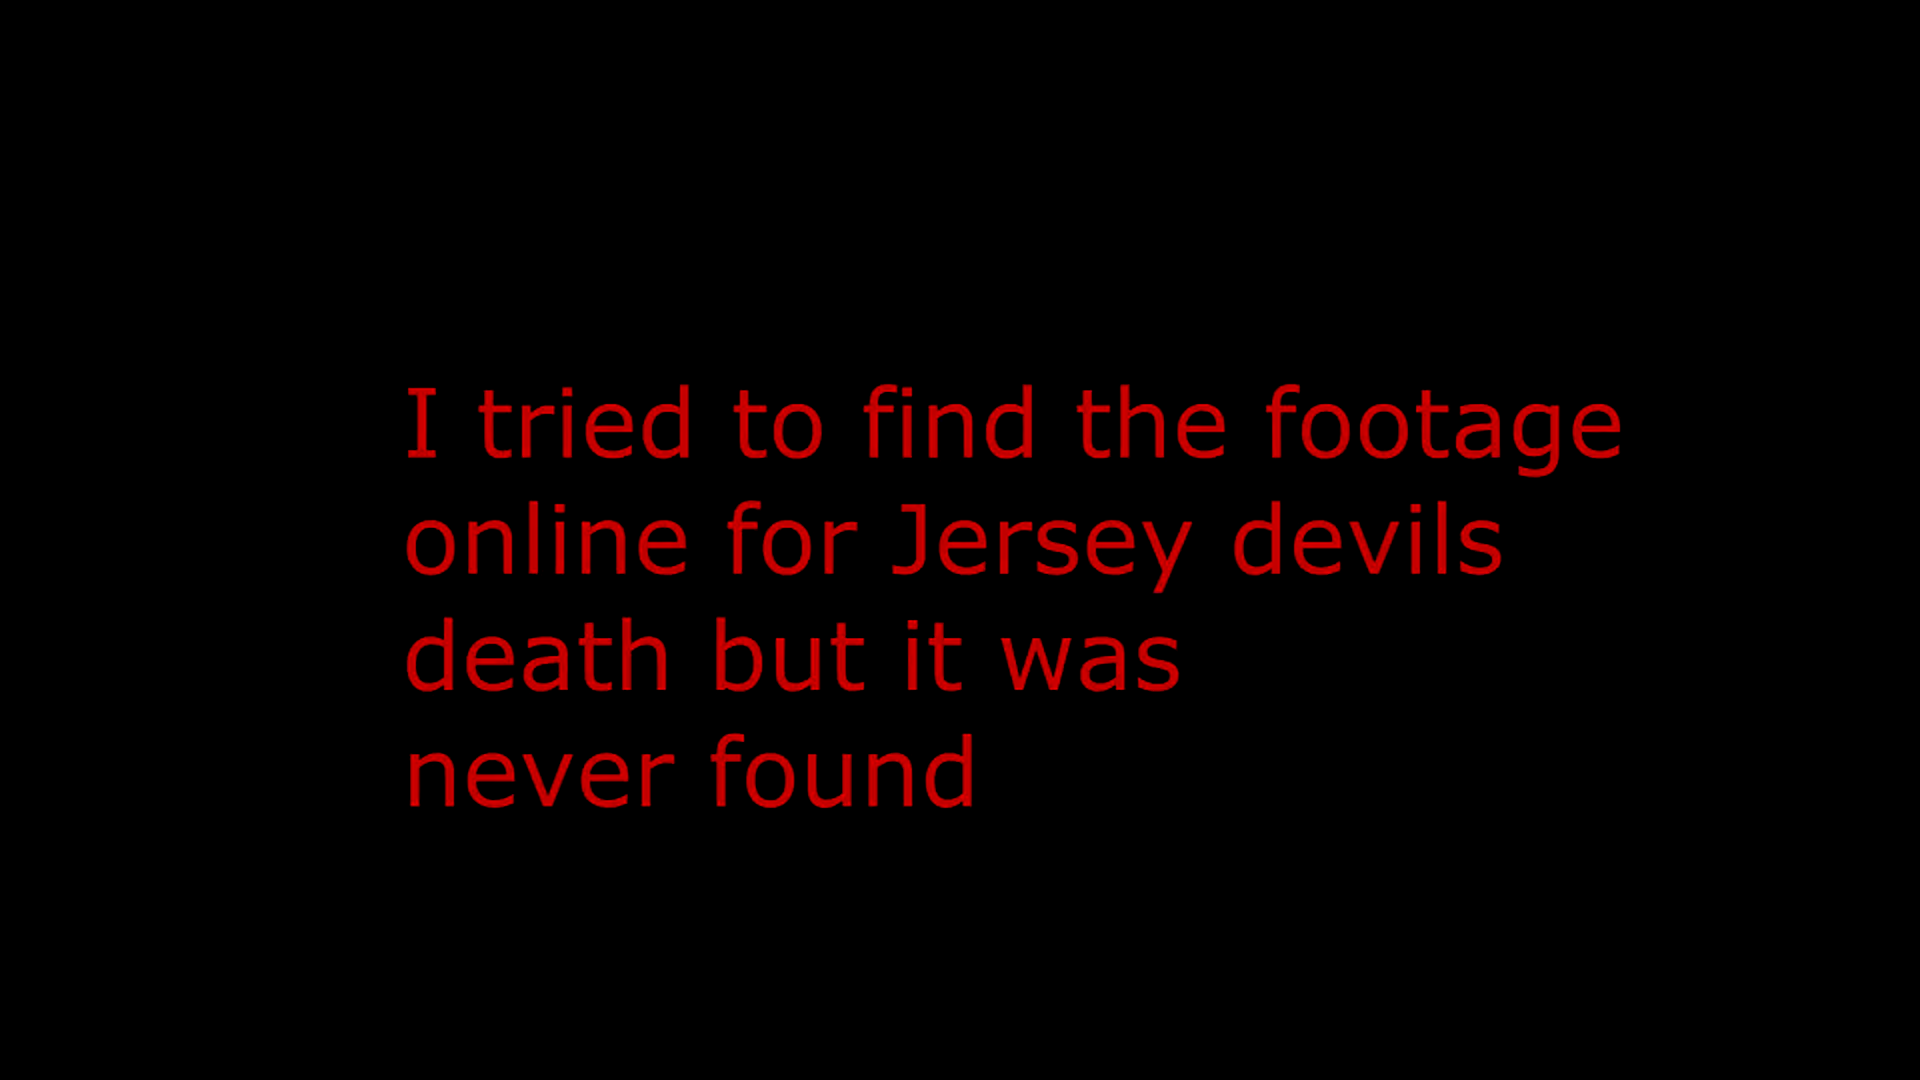 I tried to find the footage
online for Jersey devils
death but it was
never found